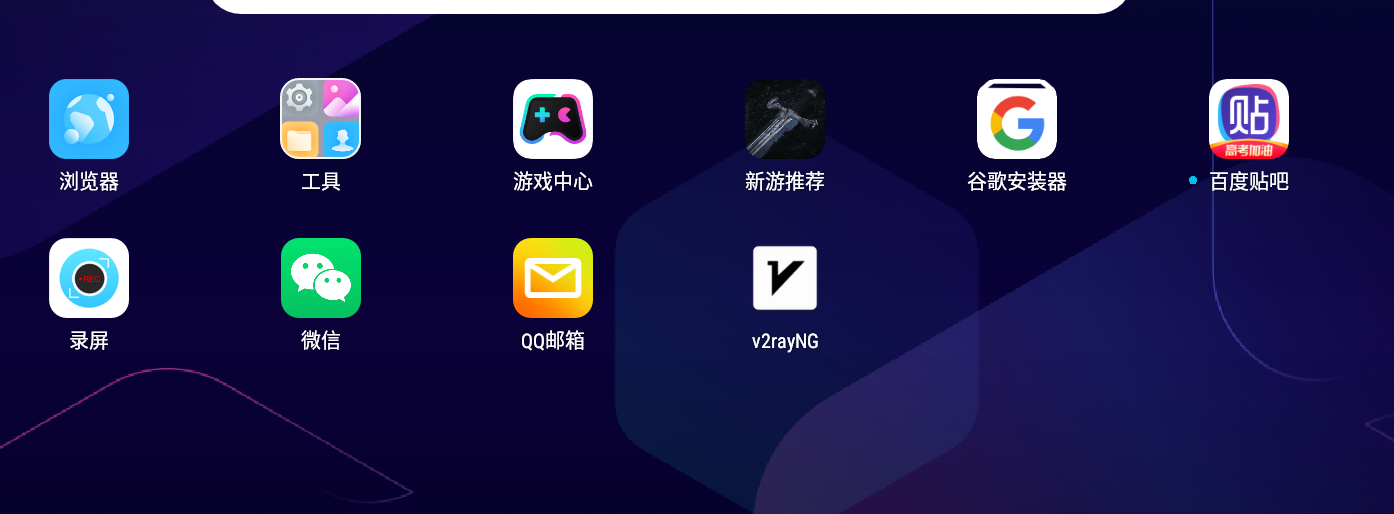 浏览器
工具
游戏中心
新游推荐
谷歌安装器
贴
高考加油
百度贴吧
REC
录屏
微信
QQ邮箱
v2rayNG